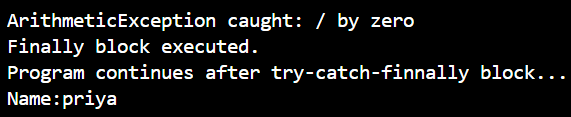 ArithmeticException caught: / by zero
Finally block executed.
Program continues after try-catch-finnally block...
Name:priya